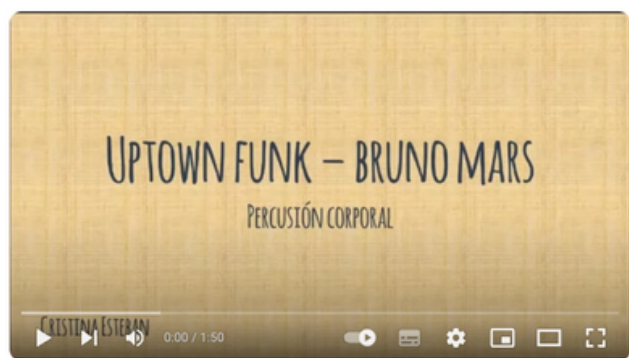 UPTOWN FUNK – BRUNO MARS
PERCUSIÓN CORPORAL
CRISTINA ESTEBAN
0:00 / 1:50